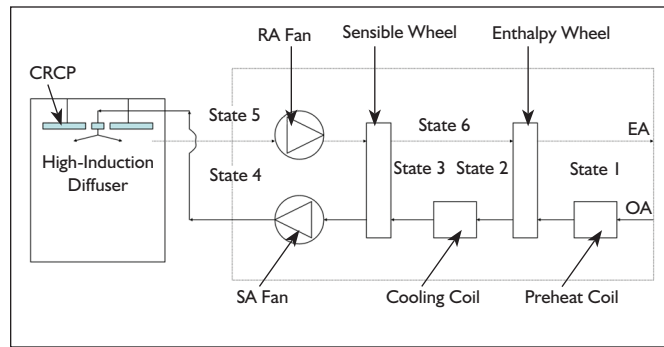 RA Fan
Sensible Wheel
Enthalpy Wheel
CRCP
State 5
State 6
EA
High-Induction
Diffuser
State 4
State 3
State 2
State 1
OA
SA Fan
Cooling Coil
Preheat Coil